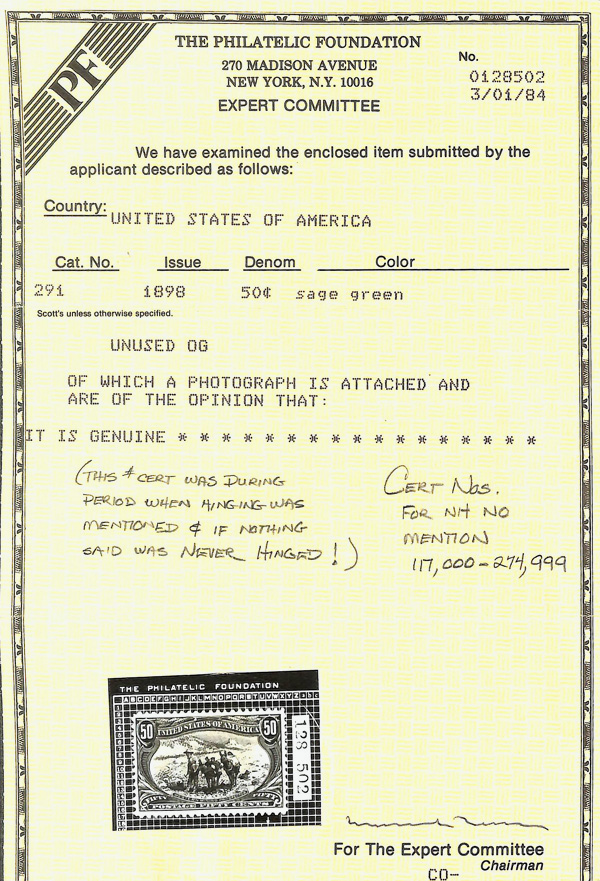 PF
THE PHILATELIC FOUNDATION
270 MADISON AVENUE
NEW YORK, N.Y. 10016
EXPERT COMMITTEE
No.
0128502
3/01/84
We have examined the enclosed item submitted by the
applicant described as follows:
Country: UNITED STATES OF AMERICA
Cat. No. Issue Denom Color
291 1898 50¢ sage green
Scott's unless otherwise specified.
UNUSED OG
OF WHICH A PHOTOGRAPH IS ATTACHED AND
ARE OF THE OPINION THAT:
IT IS GENUINE * * * * * * * * * * * * * * * * * * *
(THIS # CERT WAS DURING
PERIOD WHEN HINGING WAS
MENTIONED & IF NOTHING
SAID WAS NEVER HINGED!)
CERT NOS.
FOR NH NO
MENTION
117,000-274,999
THE PHILATELIC FOUNDATION
ABCDEFGHIJKLMNOPQRSTUVWXYZabc
50 UNITED STATES OF AMERICA 50
POSTAGE FIFTY CENTS
128 502
For The Expert Committee
Chairman
CO-